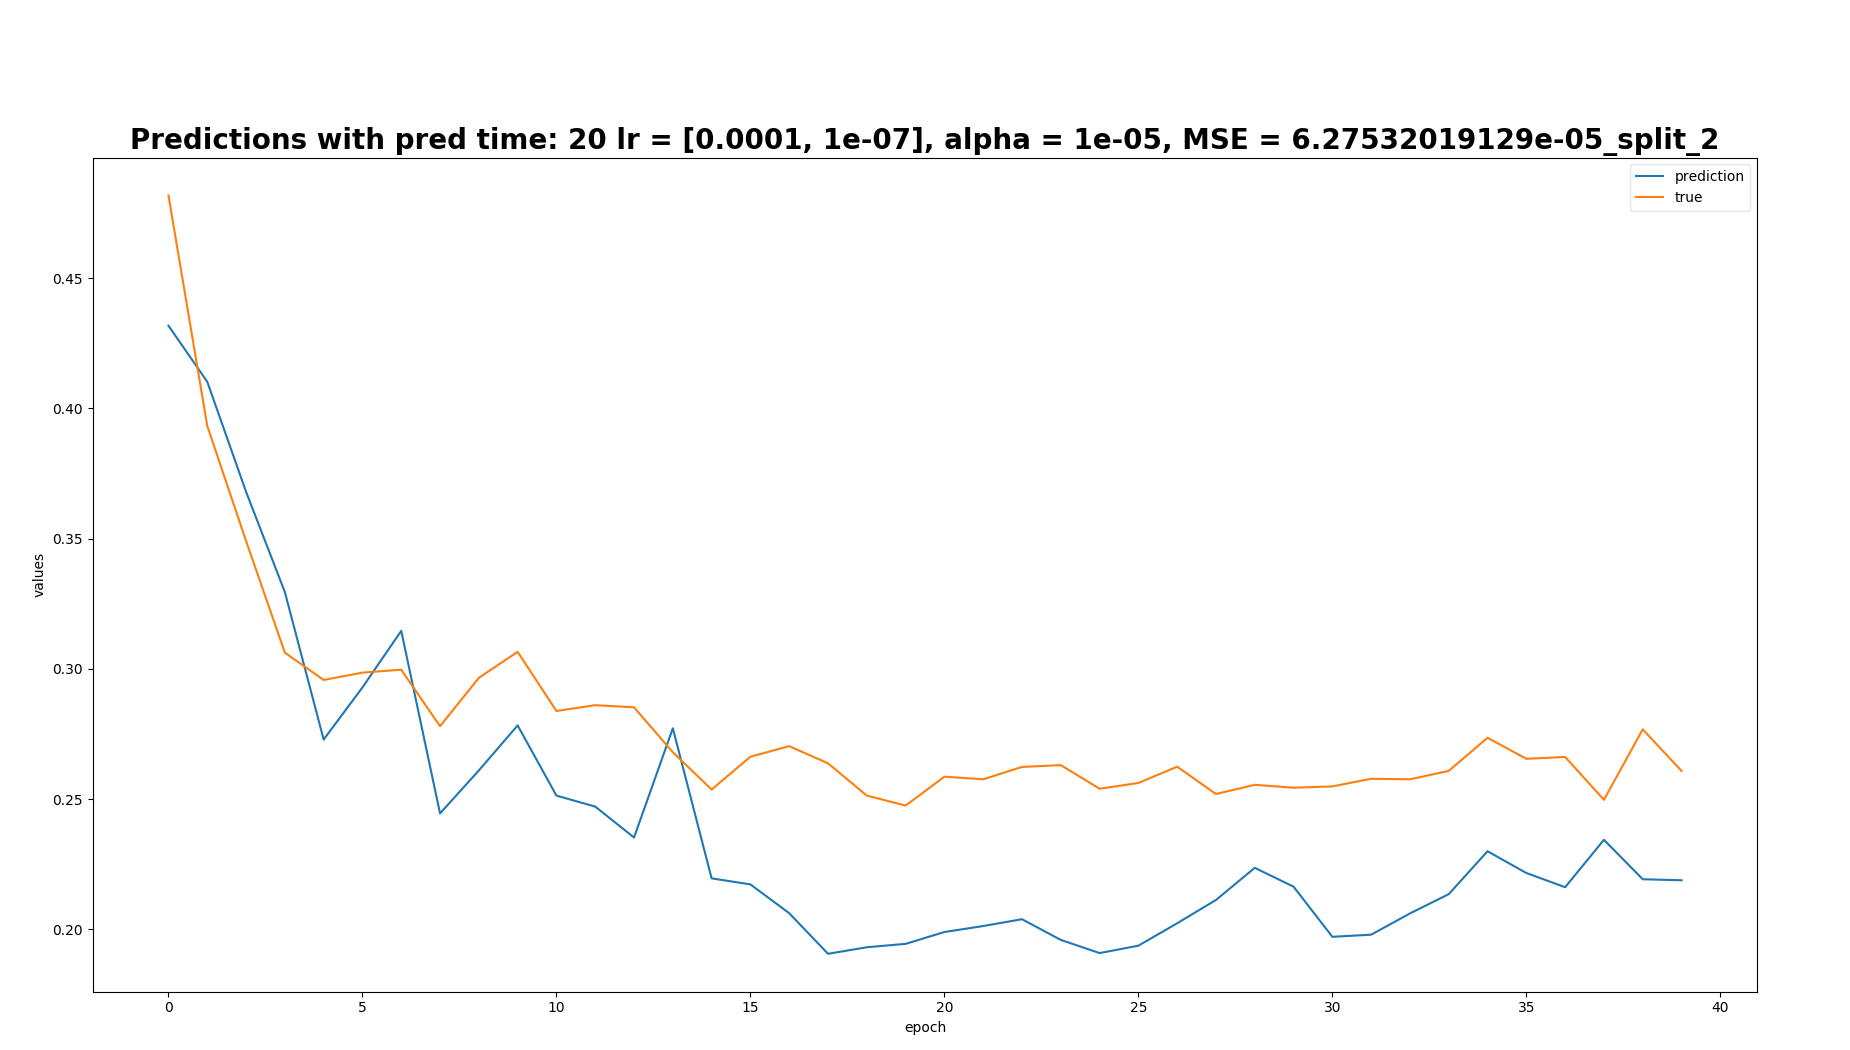 Predictions with pred time: 20 lr = [0.0001, 1e-07], alpha = 1e-05, MSE = 6.27532019129e-05_split_2
prediction
true
values
0.45
0.40
0.35
0.30
0.25
0.20
0 5 10 15 20 25 30 35 40
epoch